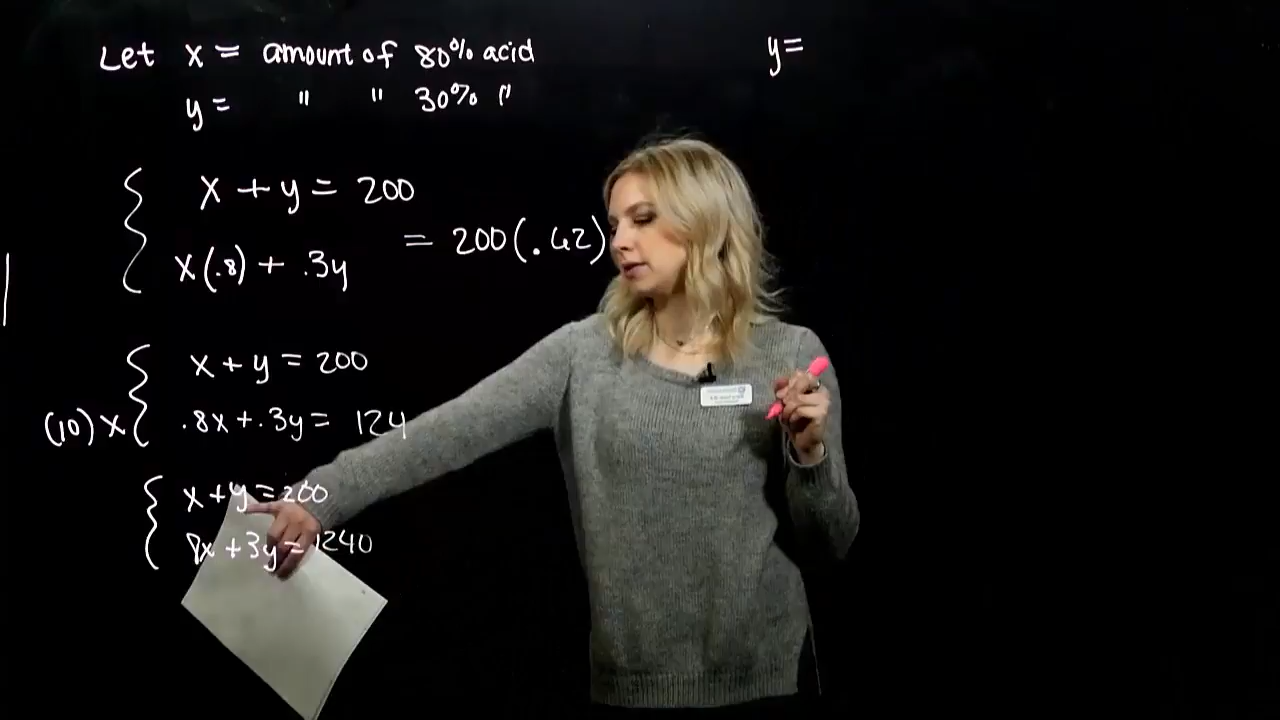 Let x = amount of 80% acid
y = " " 30% "
x + y = 200
x(.8) + .3y = 200(.62)
x + y = 200
(10) x .8x + .3y = 124
x + y = 200
8x + 3y = 1240
y =